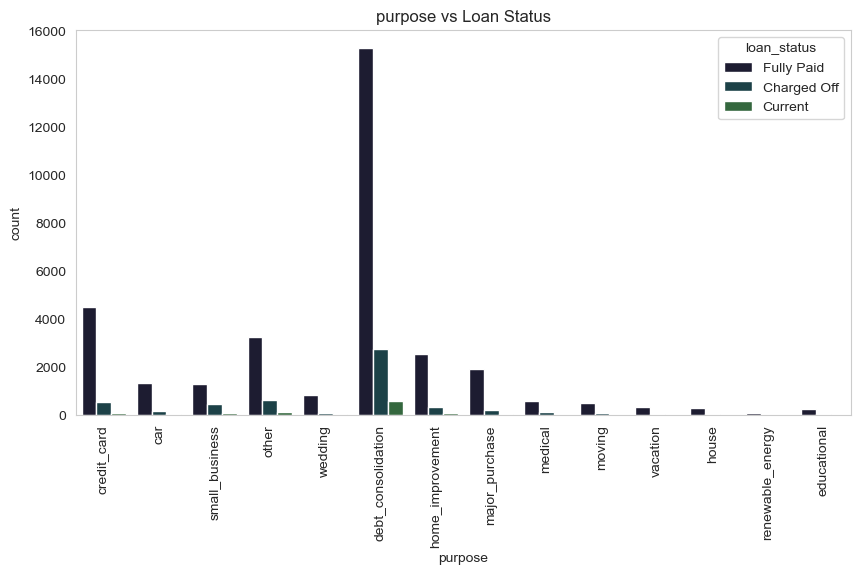 purpose vs Loan Status
loan_status
Fully Paid
Charged Off
Current
16000
14000
12000
10000
8000
6000
4000
2000
0
count
credit_card
car
small_business
other
wedding
debt_consolidation
home_improvement
major_purchase
medical
moving
vacation
house
renewable_energy
educational
purpose